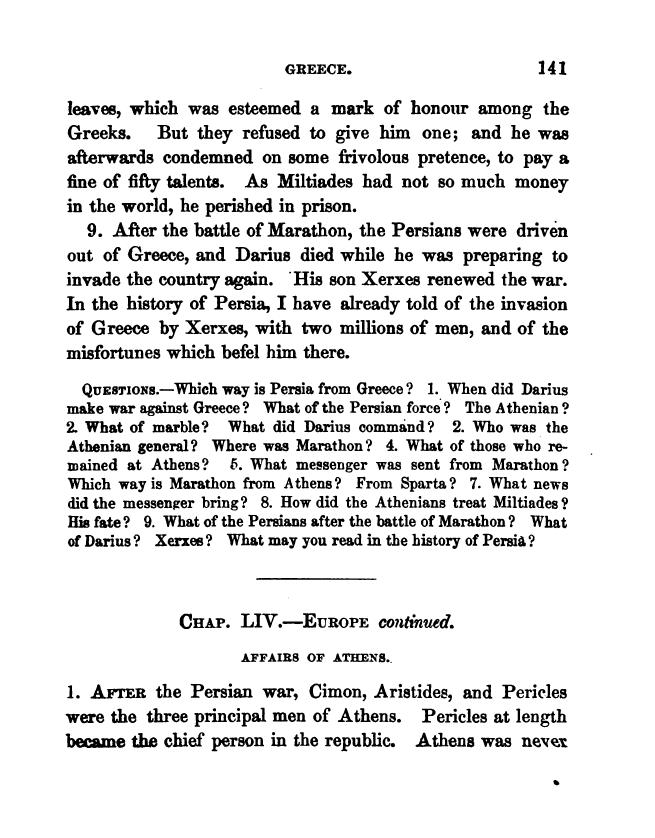 GREECE. 141
leaves, which was esteemed a mark of honour among the
Greeks. But they refused to give him one; and he was
afterwards condemned on some frivolous pretence, to pay a
fine of fifty talents. As Miltiades had not so much money
in the world, he perished in prison.
9. After the battle of Marathon, the Persians were driven
out of Greece, and Darius died while he was preparing to
invade the country again. His son Xerxes renewed the war.
In the history of Persia, I have already told of the invasion
of Greece by Xerxes, with two millions of men, and of the
misfortunes which befel him there.
QUESTIONS.—Which way is Persia from Greece? 1. When did Darius
make war against Greece? What of the Persian force? The Athenian?
2. What of marble? What did Darius command? 2. Who was the
Athenian general? Where was Marathon? 4. What of those who re-
mained at Athens? 5. What messenger was sent from Marathon?
Which way is Marathon from Athens? From Sparta? 7. What news
did the messenger bring? 8. How did the Athenians treat Miltiades?
His fate? 9. What of the Persians after the battle of Marathon? What
of Darius? Xerxes? What may you read in the history of Persia?
CHAP. LIV.—EUROPE continued.
AFFAIRS OF ATHENS.
1. AFTER the Persian war, Cimon, Aristides, and Pericles
were the three principal men of Athens. Pericles at length
became the chief person in the republic. Athens was never